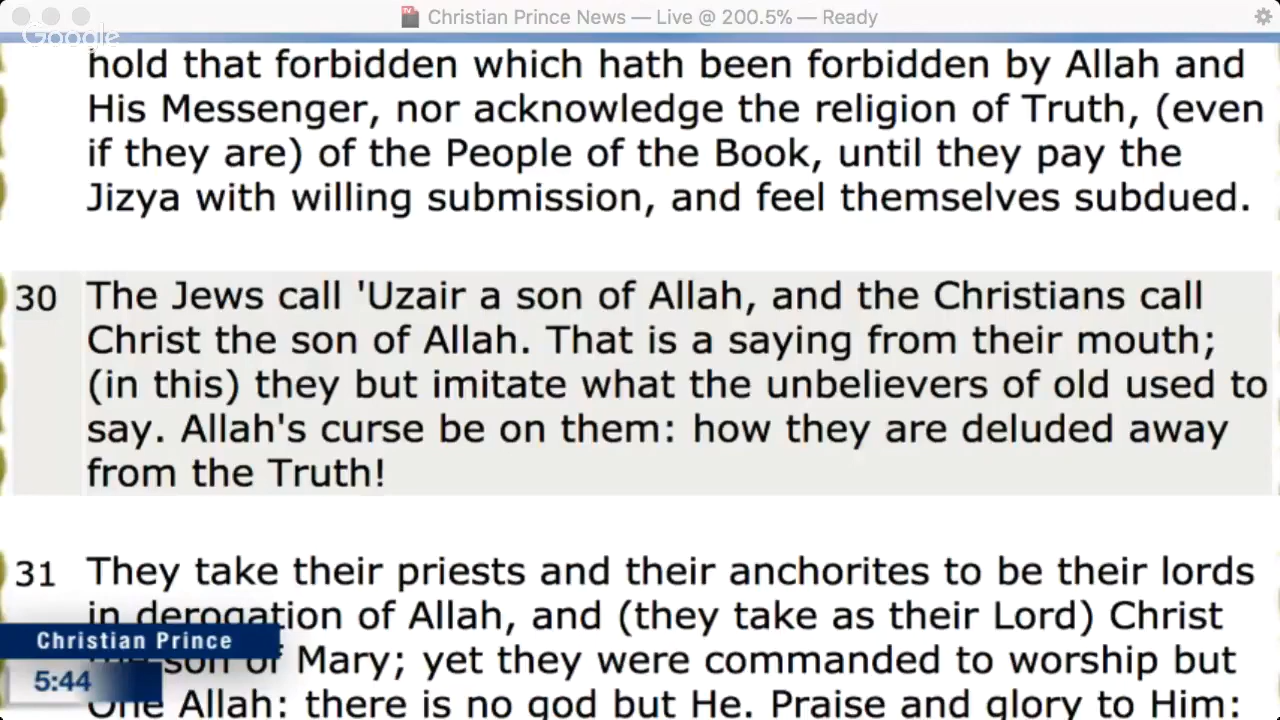 Christian Prince News — Live @ 200.5% — Ready
Google
hold that forbidden which hath been forbidden by Allah and
His Messenger, nor acknowledge the religion of Truth, (even
if they are) of the People of the Book, until they pay the
Jizya with willing submission, and feel themselves subdued.
30 The Jews call 'Uzair a son of Allah, and the Christians call
Christ the son of Allah. That is a saying from their mouth;
(in this) they but imitate what the unbelievers of old used to
say. Allah's curse be on them: how they are deluded away
from the Truth!
31 They take their priests and their anchorites to be their lords
in derogation of Allah, and (they take as their Lord) Christ
the son of Mary; yet they were commanded to worship but
One Allah: there is no god but He. Praise and glory to Him:
Christian Prince
5:44